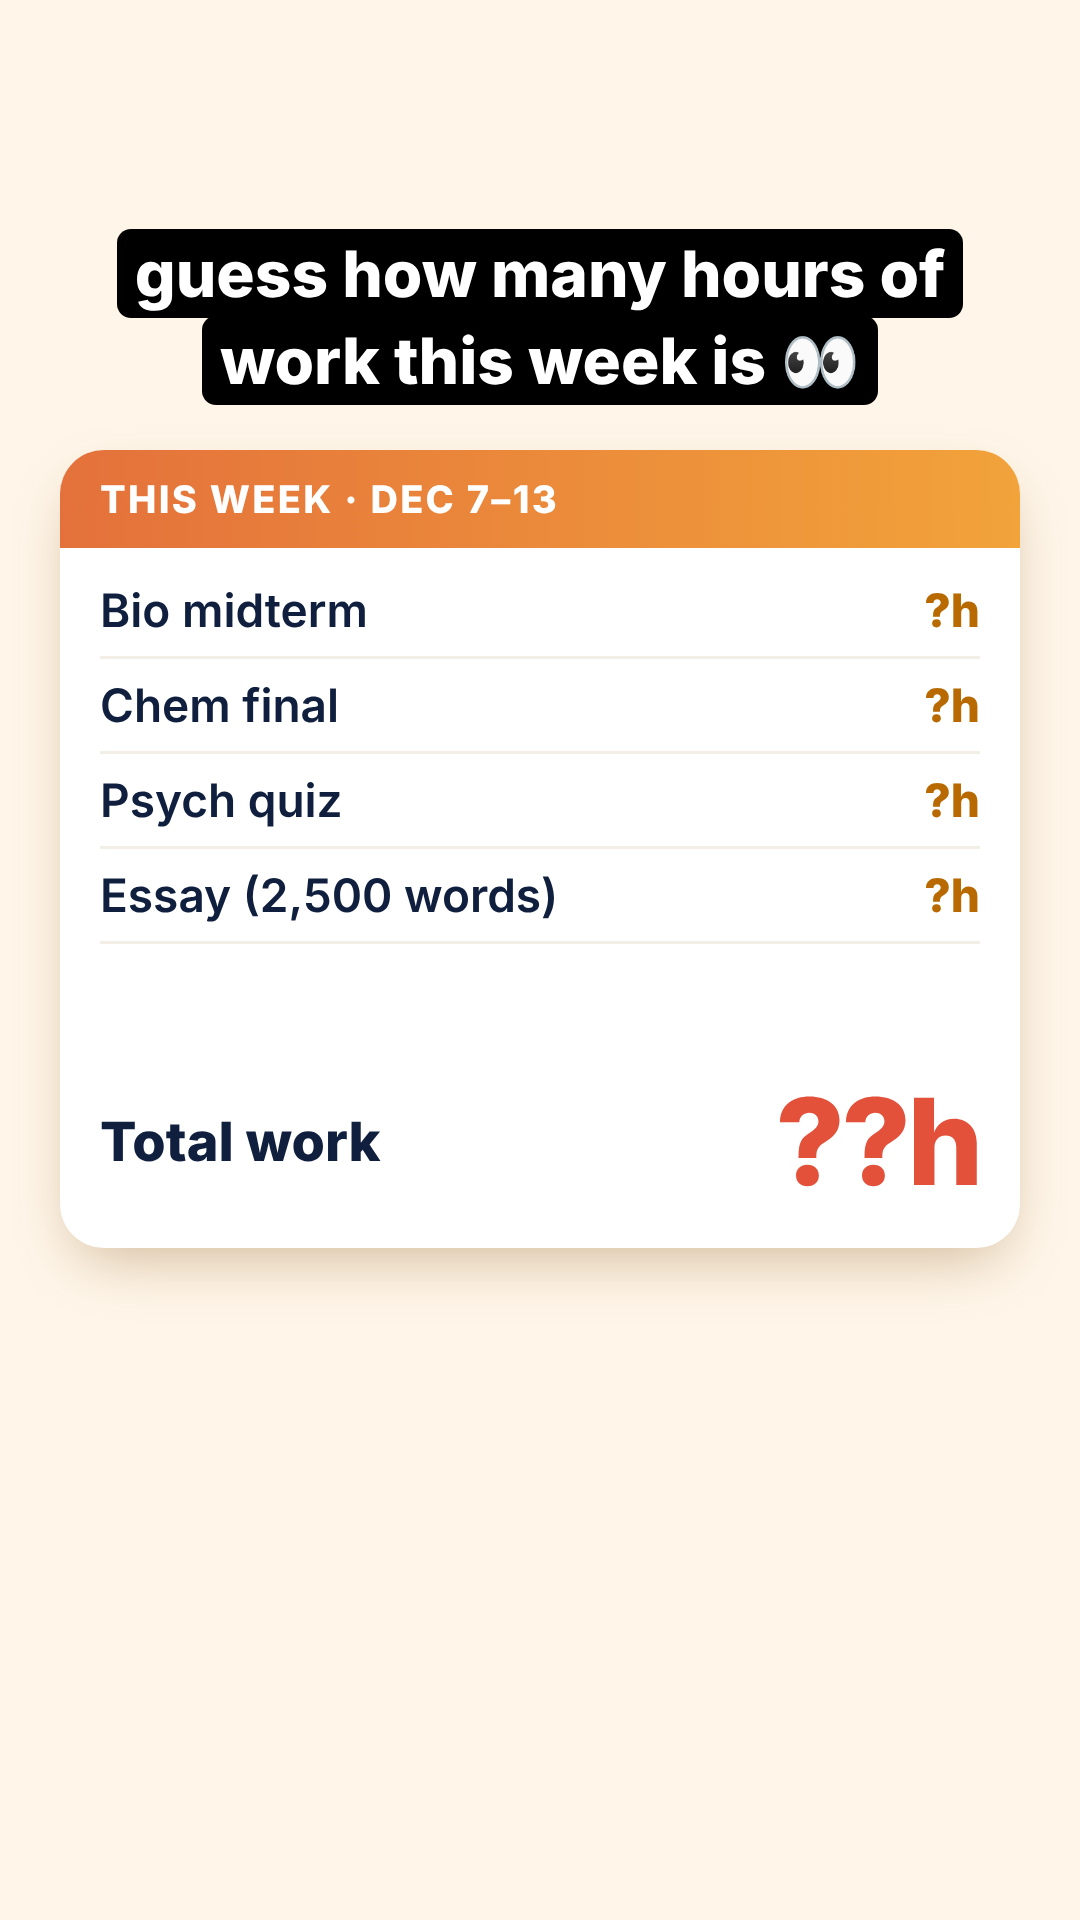 guess how many hours of
work this week is 👀
THIS WEEK · DEC 7–13
Bio midterm ?h
Chem final ?h
Psych quiz ?h
Essay (2,500 words) ?h
Total work ??h